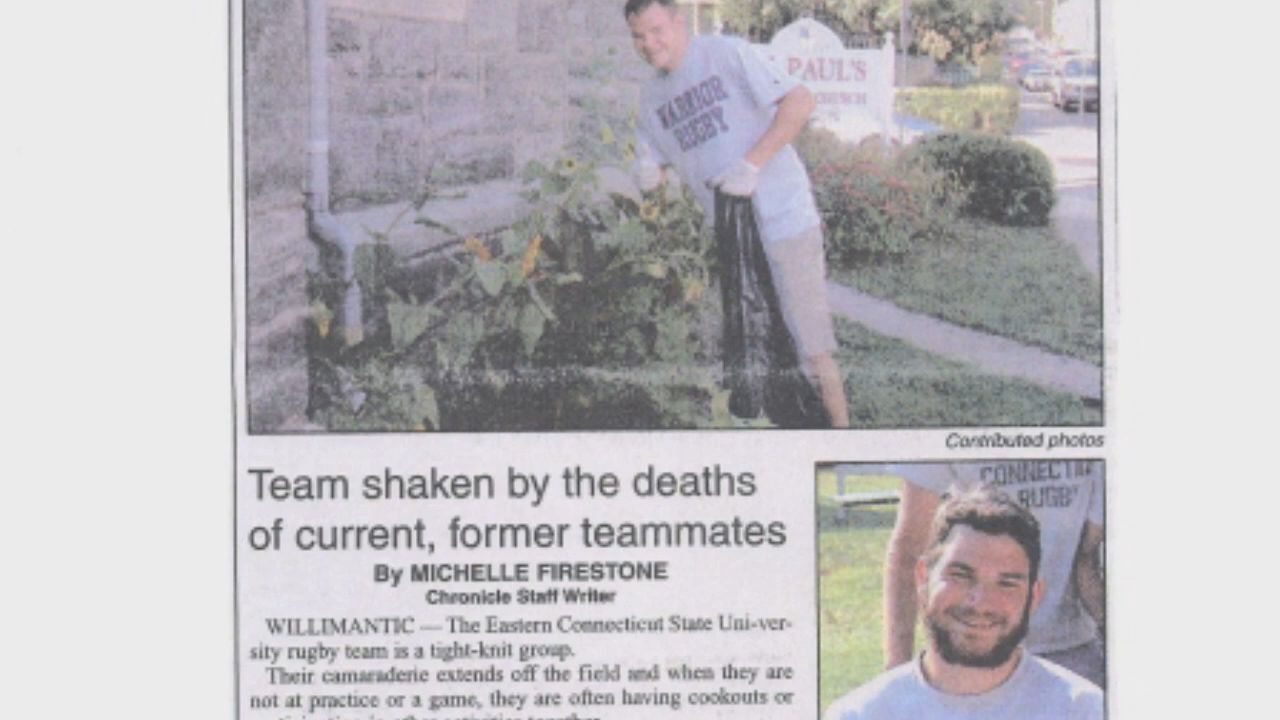 PAUL'S
CHURCH
WARRIOR
RUGBY
Contributed photos
Team shaken by the deaths
of current, former teammates
By MICHELLE FIRESTONE
Chronicle Staff Writer
WILLIMANTIC — The Eastern Connecticut State Uni-ver-
sity rugby team is a tight-knit group.
Their camaraderie extends off the field and when they are
not at practice or a game, they are often having cookouts or
CONNECTI
RUGBY